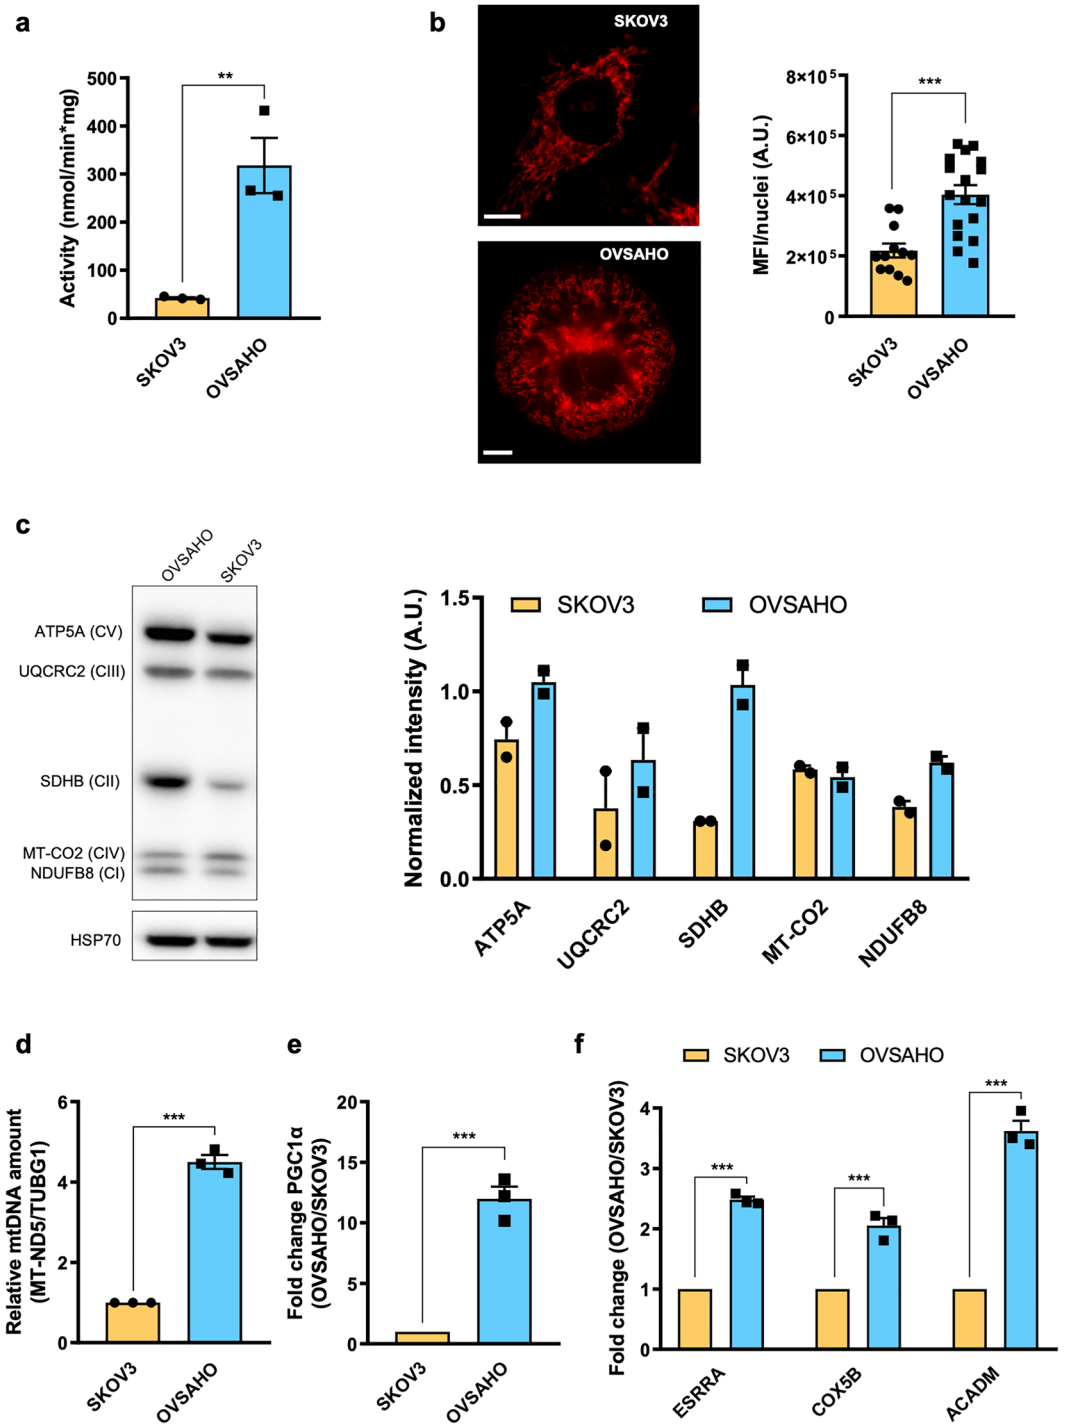 a
Activity (nmol/min*mg)
500
400
300
200
100
0
**
SKOV3
OVSAHO
b
SKOV3
OVSAHO
MFI/nuclei (A.U.)
8×10⁵
6×10⁵
4×10⁵
2×10⁵
0
***
SKOV3
OVSAHO
c
OVSAHO
SKOV3
ATP5A (CV)
UQCRC2 (CIII)
SDHB (CII)
MT-CO2 (CIV)
NDUFB8 (CI)
HSP70
Normalized intensity (A.U.)
1.5
1.0
0.5
0.0
SKOV3
OVSAHO
ATP5A
UQCRC2
SDHB
MT-CO2
NDUFB8
d
Relative mtDNA amount
(MT-ND5/TUBG1)
6
4
2
0
***
SKOV3
OVSAHO
e
Fold change PGC1α
(OVSAHO/SKOV3)
20
15
10
5
0
***
SKOV3
OVSAHO
f
SKOV3
OVSAHO
Fold change (OVSAHO/SKOV3)
4
3
2
1
0
***
***
***
ESRRA
COX5B
ACADM